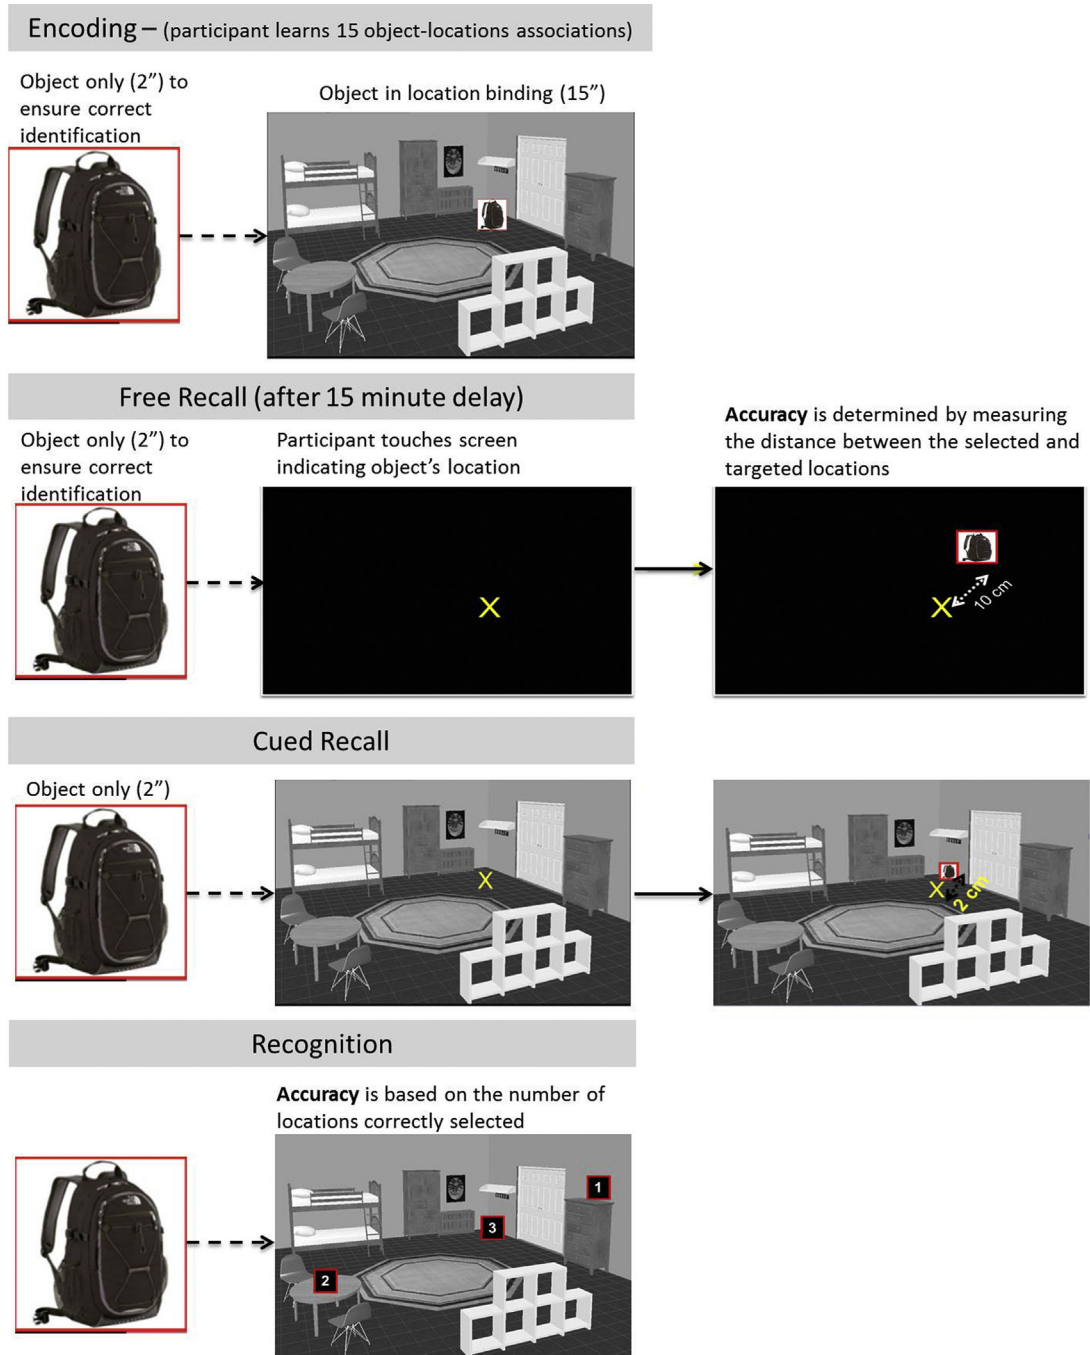 Encoding – (participant learns 15 object-locations associations)
Object only (2”) to
ensure correct
identification
Object in location binding (15”)
THE
NORTH
FACE
Free Recall (after 15 minute delay)
Object only (2”) to
ensure correct
identification
Participant touches screen
indicating object’s location
Accuracy is determined by measuring
the distance between the selected and
targeted locations
X
X
10 cm
Cued Recall
Object only (2”)
X
X
2 cm
Recognition
Accuracy is based on the number of
locations correctly selected
1
3
2